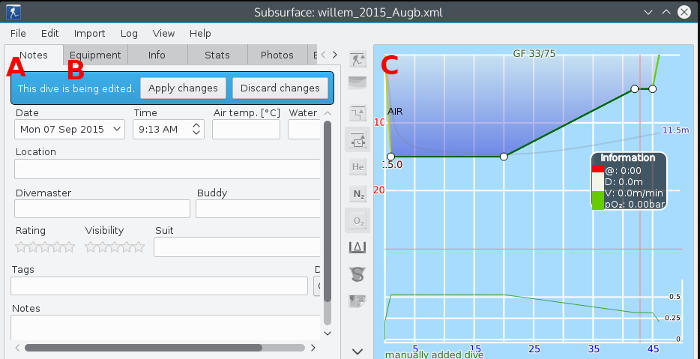 Subsurface: willem_2015_Augb.xml
File Edit Import Log View Help
Notes Equipment Info Stats Photos E
A B C
This dive is being edited. Apply changes Discard changes
Date Time Air temp. [°C] Water
Mon 07 Sep 2015 9:13 AM
Location
Divemaster Buddy
Rating Visibility Suit
Tags D
Notes
He
N₂
O₂
GF 33/75
AIR
10
11.5m
15.0
20
Information
@: 0:00
D: 0.0m
V: 0.0m/min
pO₂: 0.00bar
0.5
0.25
0.0
5 15 25 35 45
manually added dive